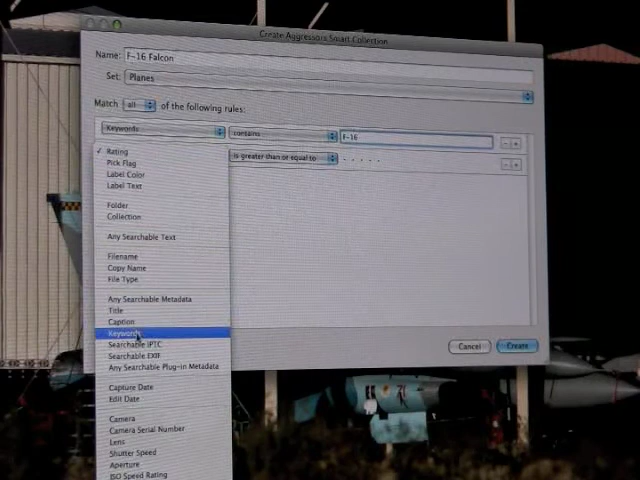 Create Aggressors Smart Collection
Name: F-16 Falcon
Set: Planes
Match all of the following rules:
Keywords contains F-16
is greater than or equal to . . . . .
✓ Rating
Pick Flag
Label Color
Label Text
Folder
Collection
Any Searchable Text
Filename
Copy Name
File Type
Any Searchable Metadata
Title
Caption
Keywords
Searchable IPTC
Searchable EXIF
Any Searchable Plug-in Metadata
Capture Date
Edit Date
Camera
Camera Serial Number
Lens
Shutter Speed
Aperture
ISO Speed Rating
Cancel Create